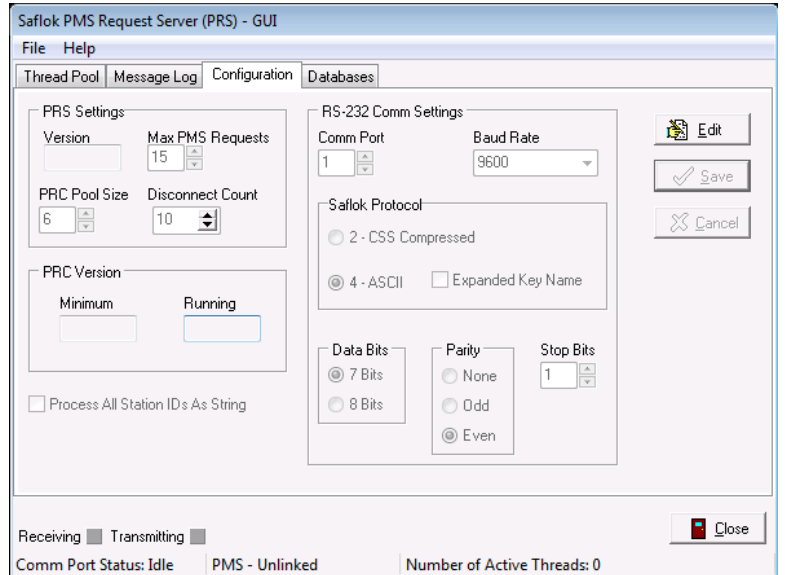 Saflok PMS Request Server (PRS) - GUI
File Help
Thread Pool Message Log Configuration Databases
PRS Settings
Version Max PMS Requests
15
PRC Pool Size Disconnect Count
6 10
PRC Version
Minimum Running
Process All Station IDs As String
RS-232 Comm Settings
Comm Port Baud Rate
1 9600
Saflok Protocol
2 - CSS Compressed
4 - ASCII Expanded Key Name
Data Bits
7 Bits
8 Bits
Parity
None
Odd
Even
Stop Bits
1
Edit
Save
Cancel
Close
Receiving Transmitting
Comm Port Status: Idle PMS - Unlinked Number of Active Threads: 0